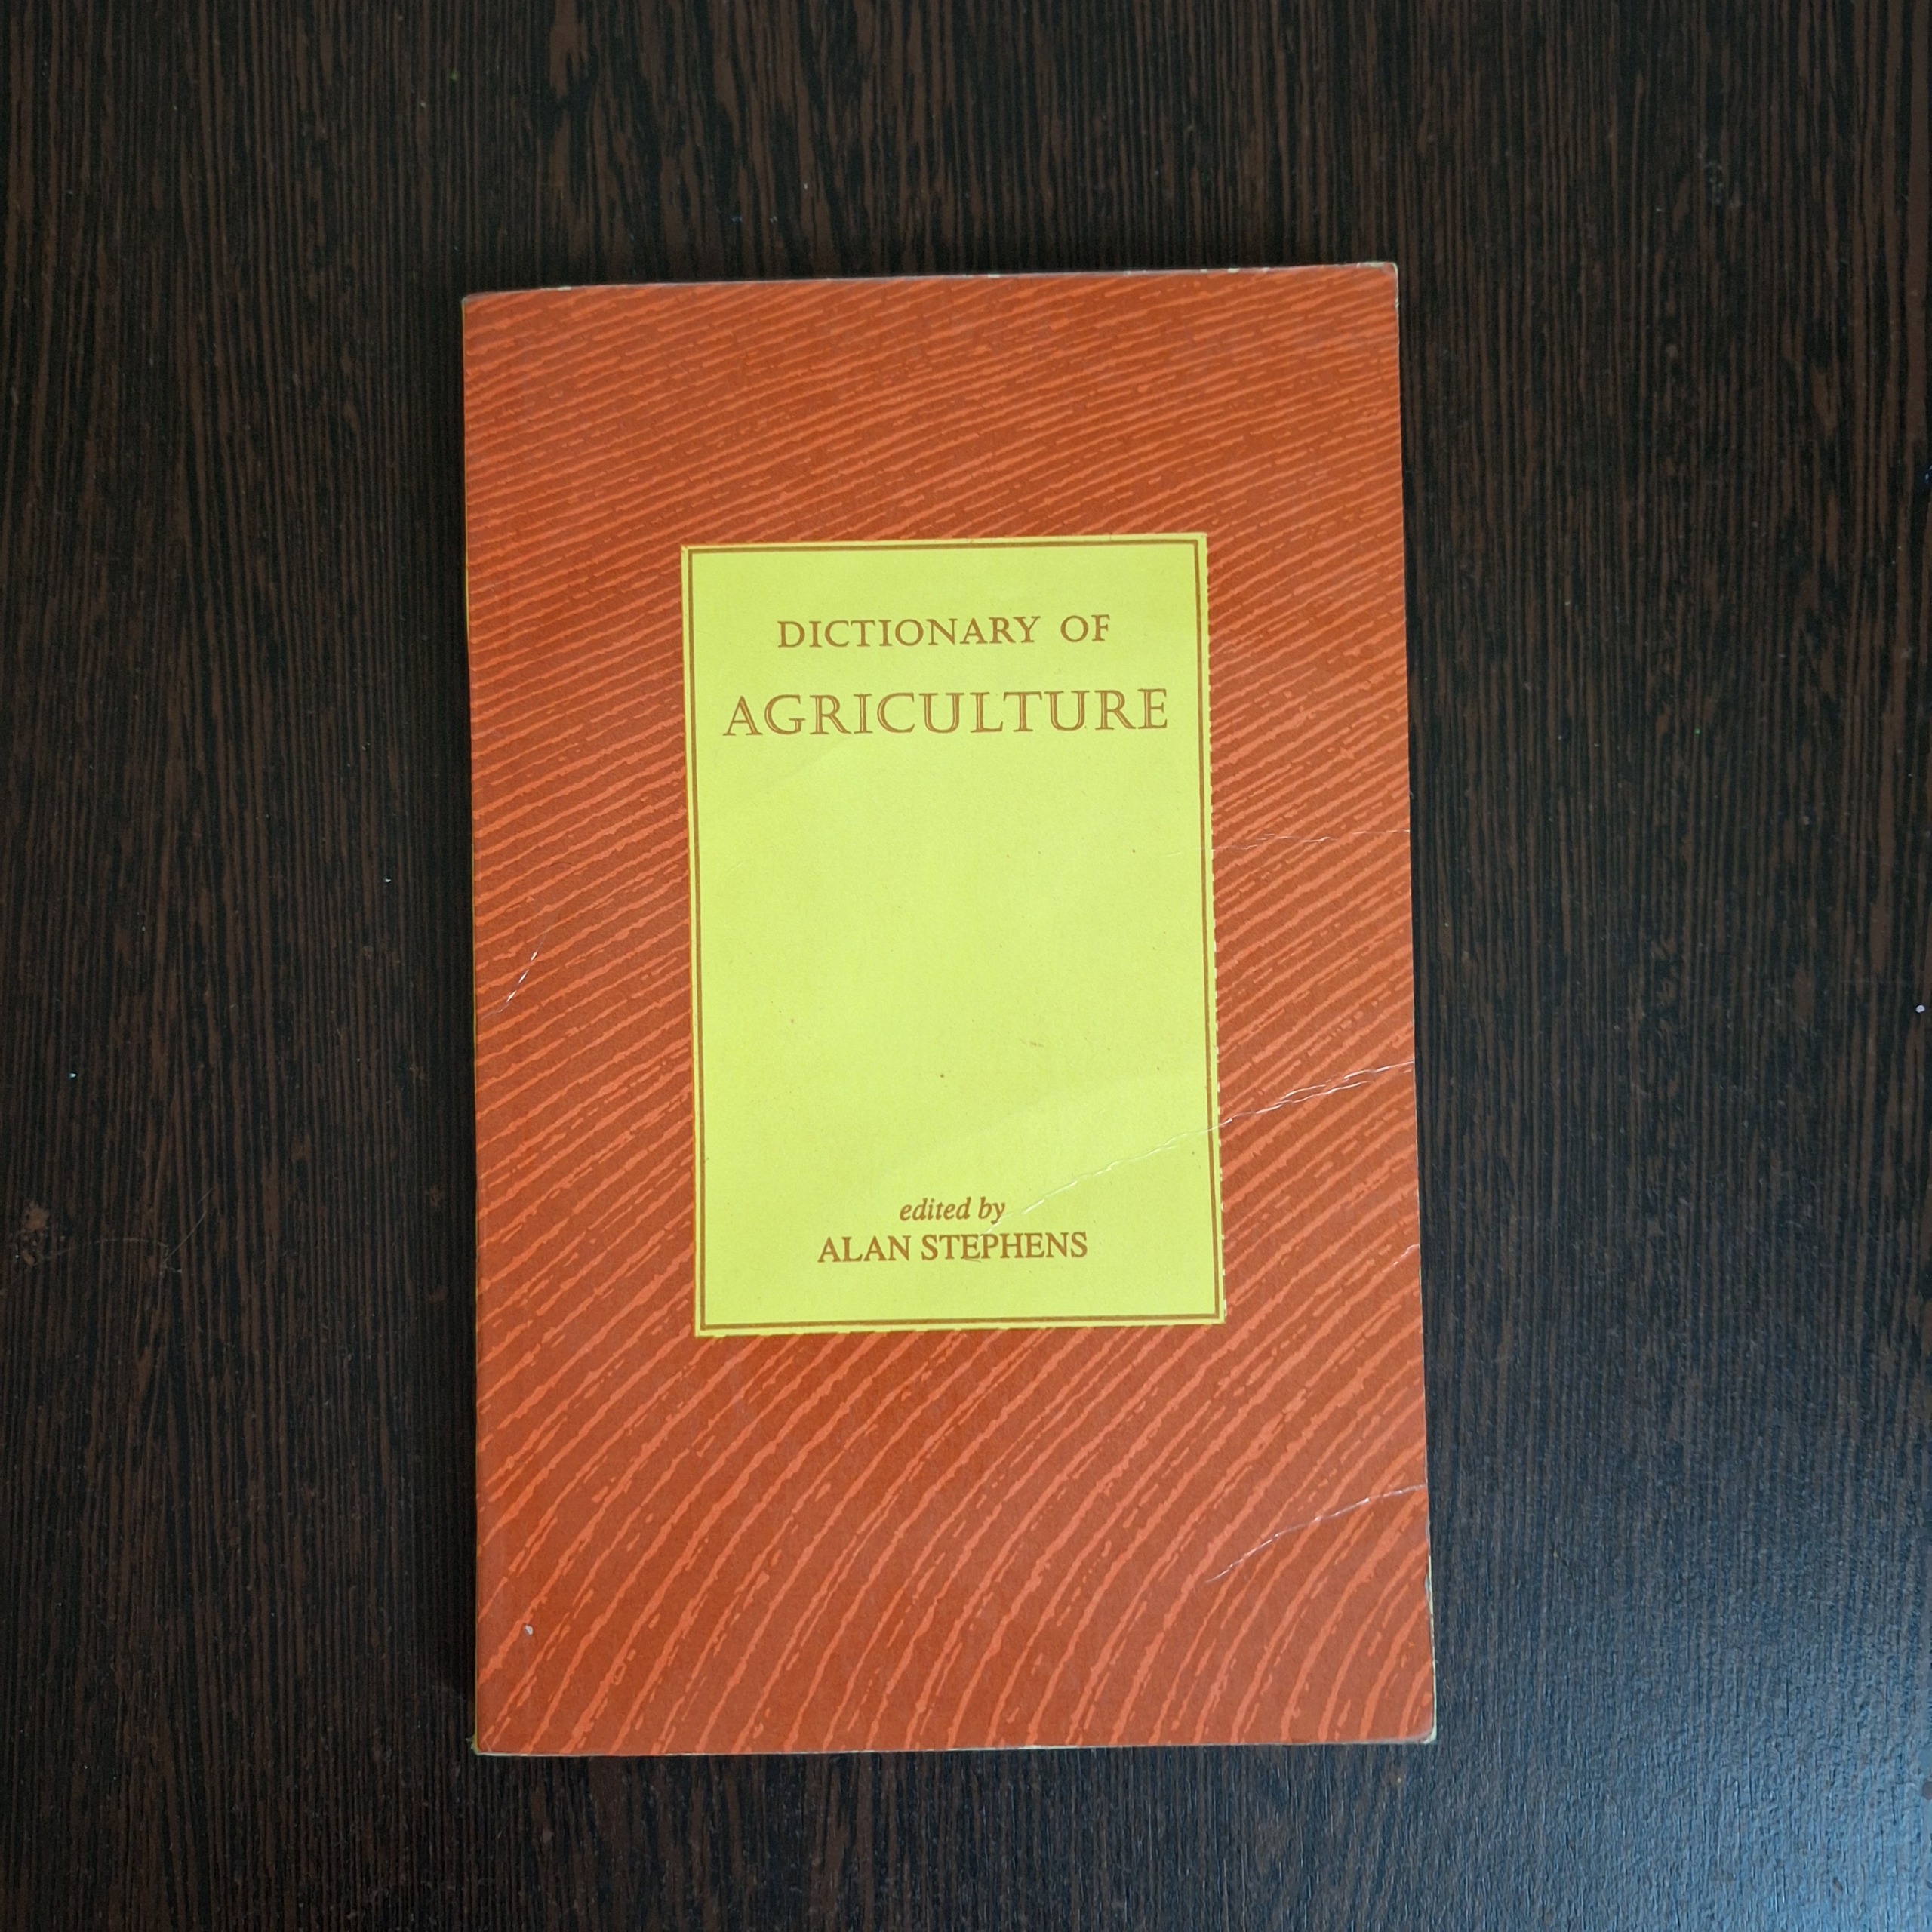 DICTIONARY OF
AGRICULTURE
edited by
ALAN STEPHENS